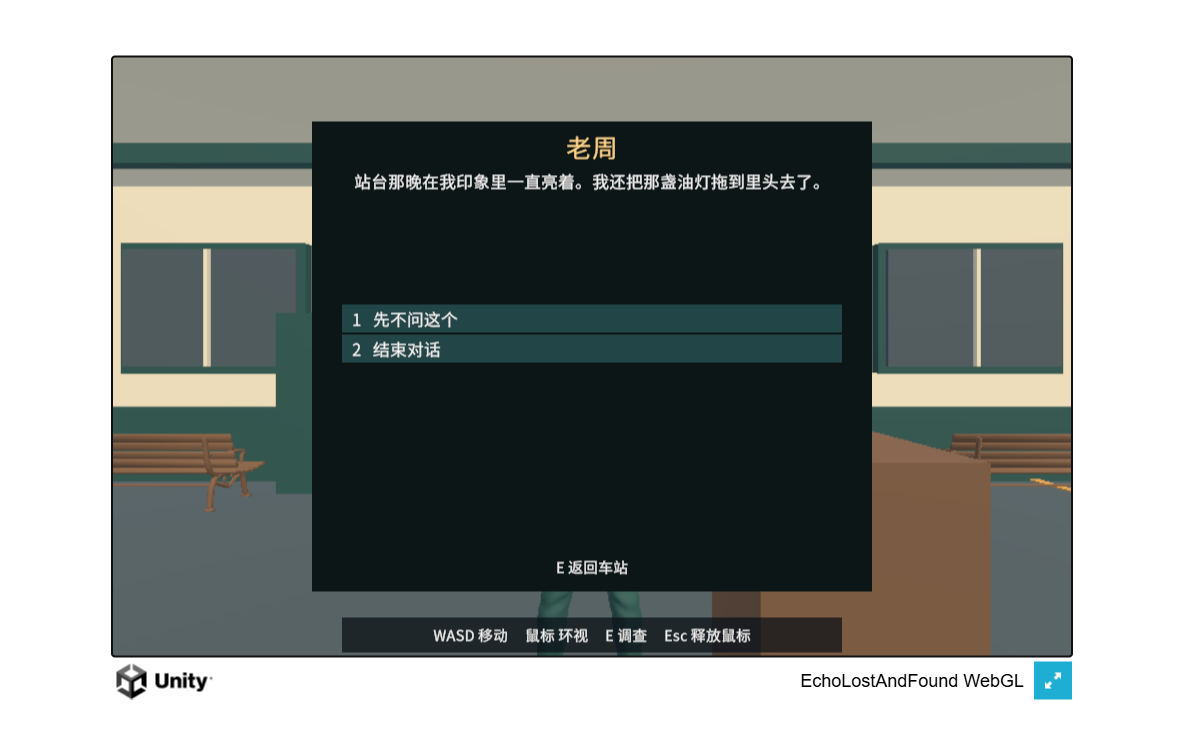 老周
站台那晚在我印象里一直亮着。我还把那盏油灯拖到里头去了。
1 先不问这个
2 结束对话
E 返回车站
WASD 移动 鼠标 环视 E 调查 Esc 释放鼠标
Unity
EchoLostAndFound WebGL